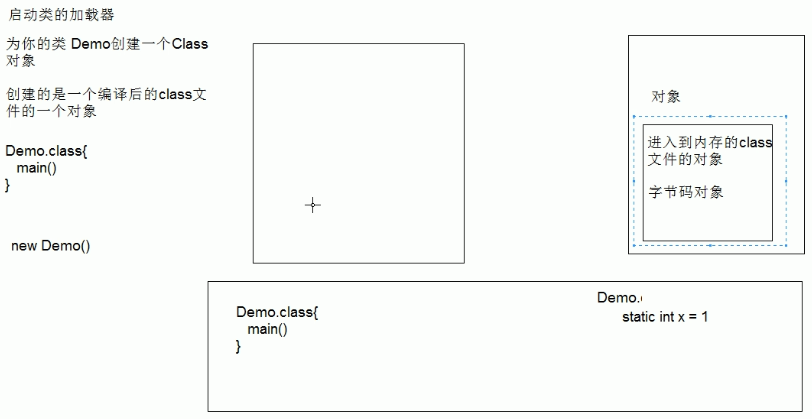 启动类的加载器
为你的类 Demo创建一个Class
对象
创建的是一个编译后的class文
件的一个对象
Demo.class{
main()
}
new Demo()
对象
进入到内存的class
文件的对象
字节码对象
Demo.class{
main()
}
Demo.
static int x = 1